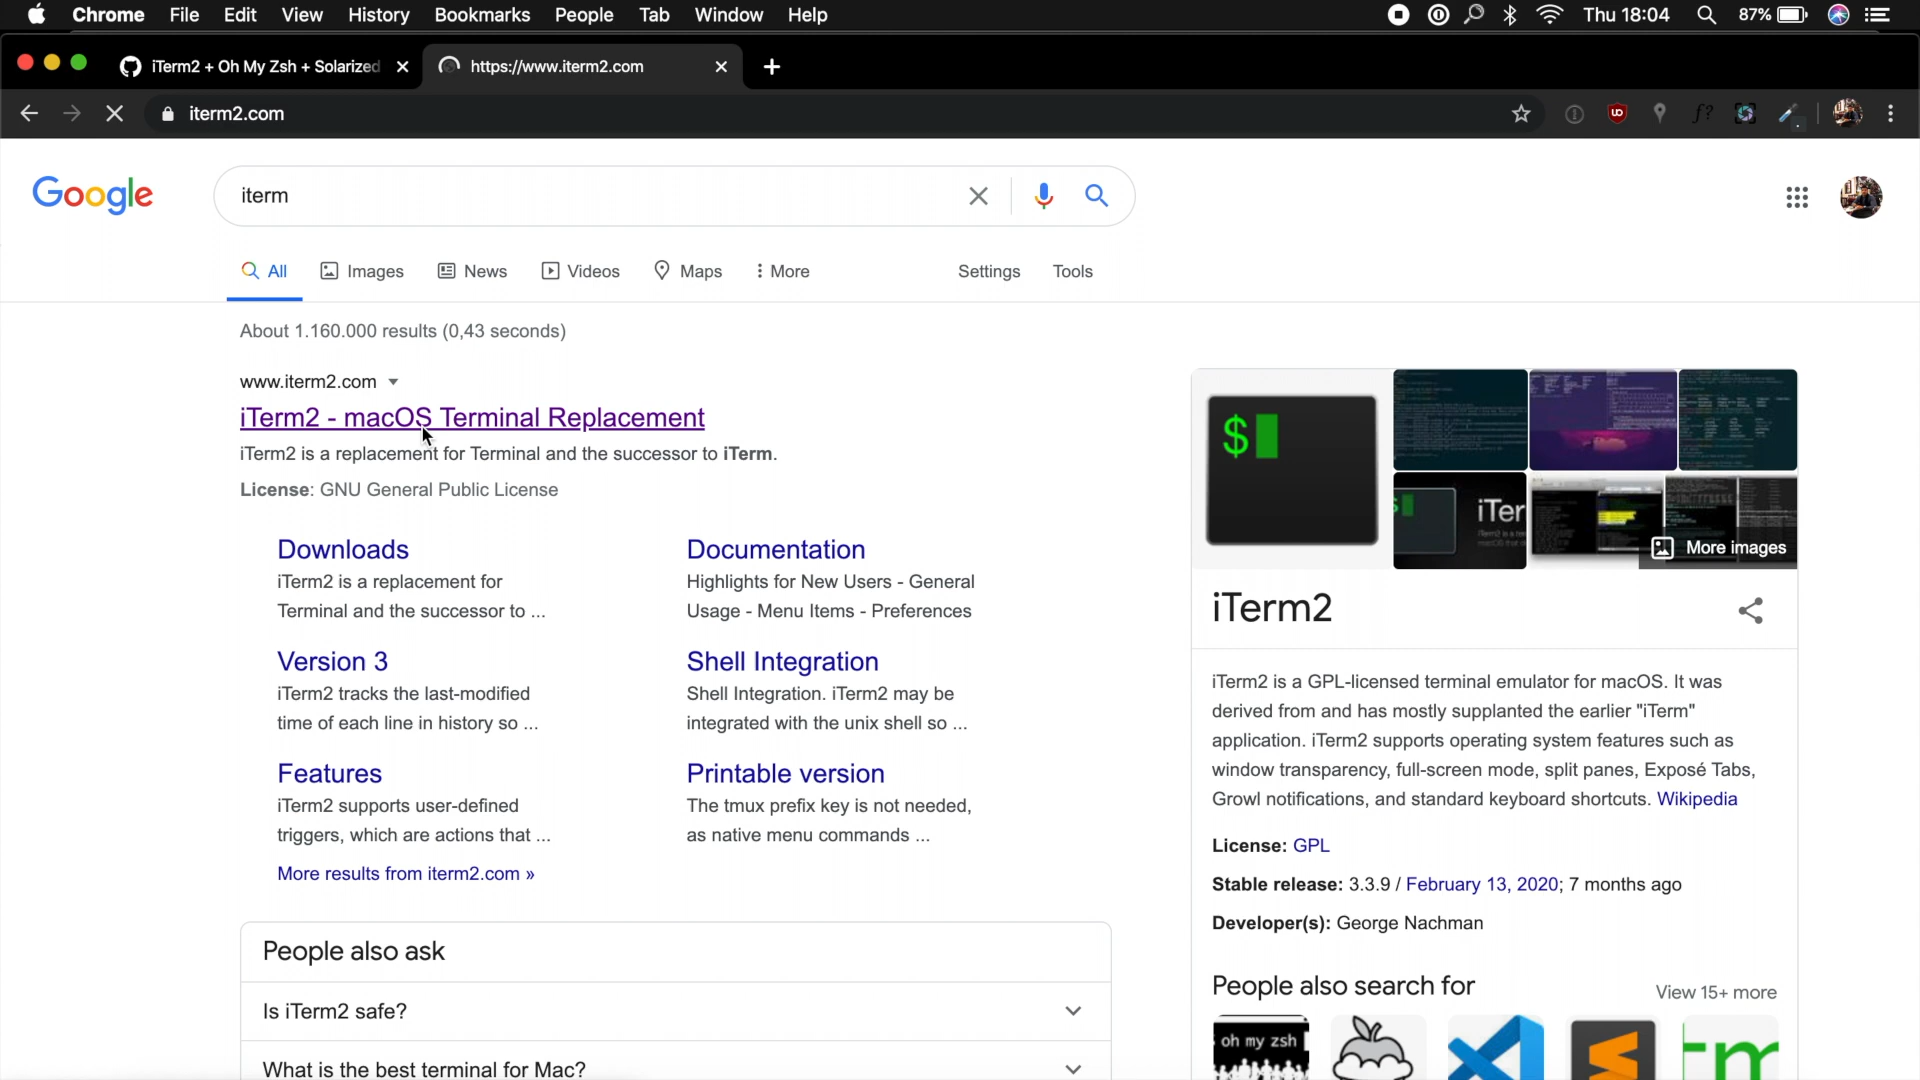 Chrome File Edit View History Bookmarks People Tab Window Help Thu 18:04 87%
iTerm2 + Oh My Zsh + Solarized
https://www.iterm2.com
iterm2.com
Google
iterm
All Images News Videos Maps More Settings Tools
About 1.160.000 results (0,43 seconds)
www.iterm2.com
iTerm2 - macOS Terminal Replacement
iTerm2 is a replacement for Terminal and the successor to iTerm.
License: GNU General Public License
Downloads
iTerm2 is a replacement for
Terminal and the successor to ...
Documentation
Highlights for New Users - General
Usage - Menu Items - Preferences
Version 3
iTerm2 tracks the last-modified
time of each line in history so ...
Shell Integration
Shell Integration. iTerm2 may be
integrated with the unix shell so ...
Features
iTerm2 supports user-defined
triggers, which are actions that ...
Printable version
The tmux prefix key is not needed,
as native menu commands ...
More results from iterm2.com »
People also ask
Is iTerm2 safe?
What is the best terminal for Mac?
$
iTer
More images
iTerm2
iTerm2 is a GPL-licensed terminal emulator for macOS. It was
derived from and has mostly supplanted the earlier "iTerm"
application. iTerm2 supports operating system features such as
window transparency, full-screen mode, split panes, Exposé Tabs,
Growl notifications, and standard keyboard shortcuts. Wikipedia
License: GPL
Stable release: 3.3.9 / February 13, 2020; 7 months ago
Developer(s): George Nachman
People also search for
View 15+ more
oh my zsh